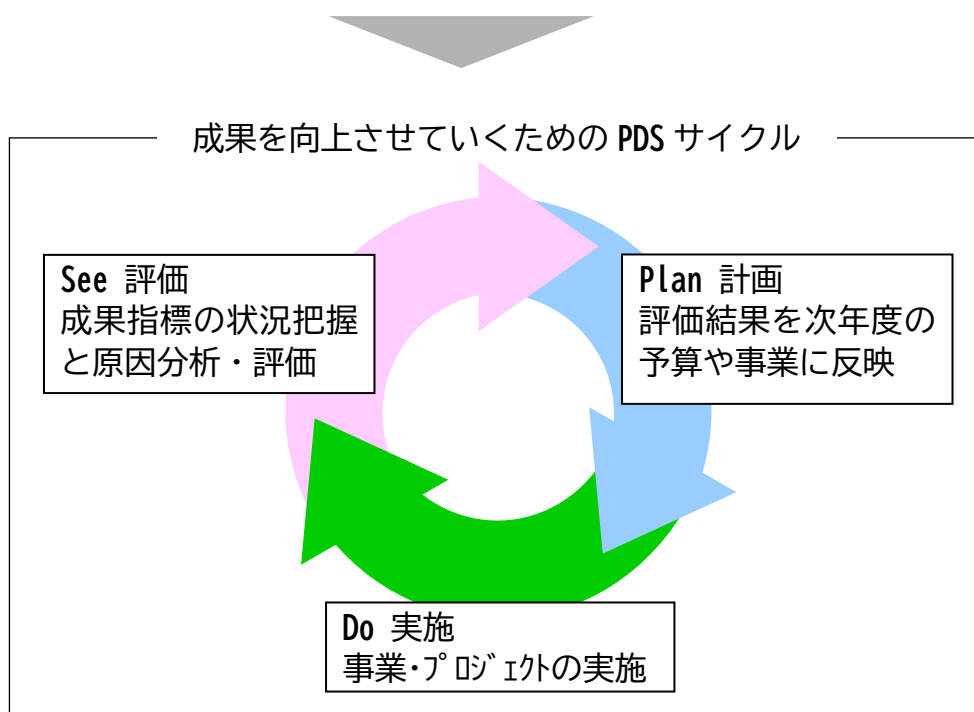 成果を向上させていくための PDS サイクル
See 評価
成果指標の状況把握
と原因分析・評価
Plan 計画
評価結果を次年度の
予算や事業に反映
Do 実施
事業・ﾌﾟﾛｼﾞｪｸﾄの実施